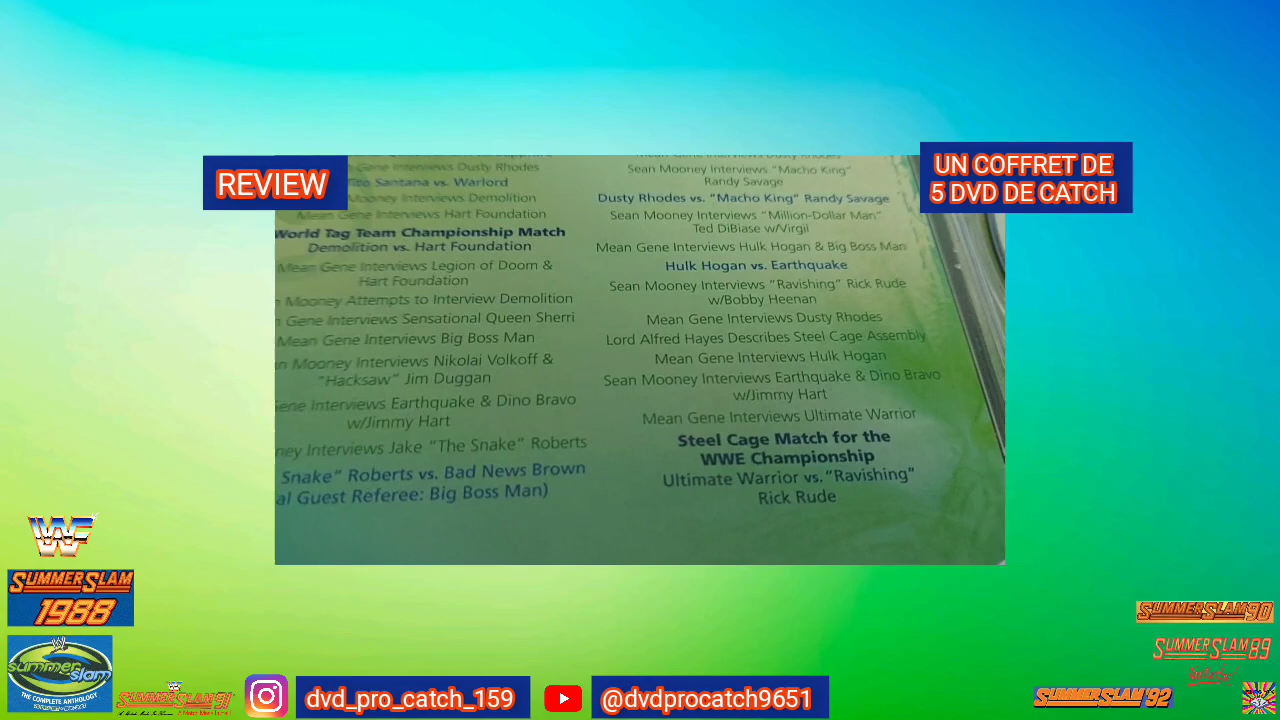 REVIEW
UN COFFRET DE
5 DVD DE CATCH
Gene Interviews Dusty Rhodes
Tito Santana vs. Warlord
Mooney Interviews Demolition
Mean Gene Interviews Hart Foundation
World Tag Team Championship Match
Demolition vs. Hart Foundation
Mean Gene Interviews Legion of Doom &
Hart Foundation
Mooney Attempts to Interview Demolition
Gene Interviews Sensational Queen Sherri
Mean Gene Interviews Big Boss Man
Mooney Interviews Nikolai Volkoff &
"Hacksaw" Jim Duggan
Gene Interviews Earthquake & Dino Bravo
w/Jimmy Hart
ney Interviews Jake "The Snake" Roberts
Snake" Roberts vs. Bad News Brown
al Guest Referee: Big Boss Man)
Mean Gene Interviews Dusty Rhodes
Sean Mooney Interviews "Macho King"
Randy Savage
Dusty Rhodes vs. "Macho King" Randy Savage
Sean Mooney Interviews "Million-Dollar Man"
Ted DiBiase w/Virgil
Mean Gene Interviews Hulk Hogan & Big Boss Man
Hulk Hogan vs. Earthquake
Sean Mooney Interviews "Ravishing" Rick Rude
w/Bobby Heenan
Mean Gene Interviews Dusty Rhodes
Lord Alfred Hayes Describes Steel Cage Assembly
Mean Gene Interviews Hulk Hogan
Sean Mooney Interviews Earthquake & Dino Bravo
w/Jimmy Hart
Mean Gene Interviews Ultimate Warrior
Steel Cage Match for the
WWE Championship
Ultimate Warrior vs. "Ravishing"
Rick Rude
WF
SUMMERSLAM
1988
summer
slam
THE COMPLETE ANTHOLOGY
SUMMERSLAM 91
dvd_pro_catch_159
@dvdprocatch9651
SUMMERSLAM 90
SUMMERSLAM 89
SUMMERSLAM '92